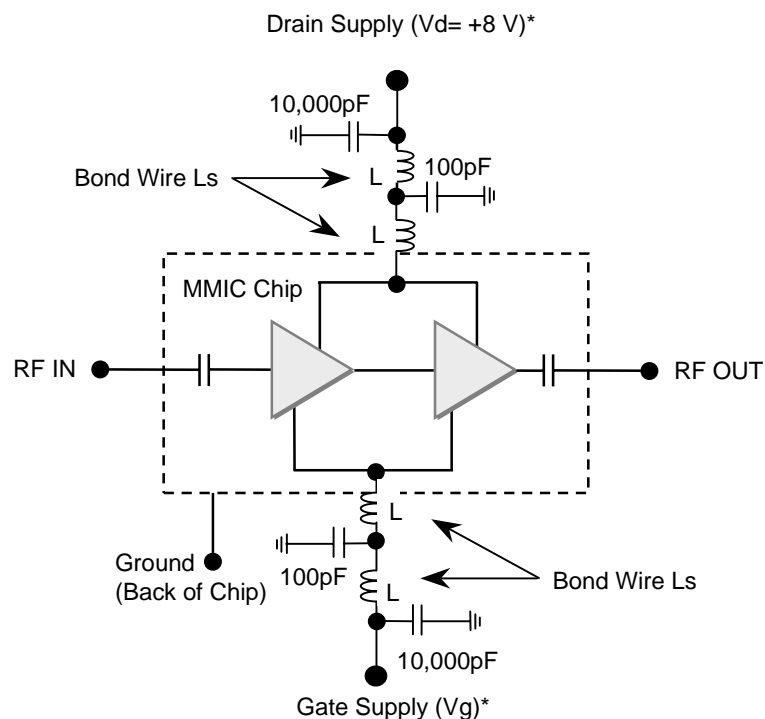 Drain Supply (Vd= +8 V)*
10,000pF
100pF
L
Bond Wire Ls
L
MMIC Chip
RF IN
RF OUT
L
Ground
(Back of Chip)
100pF
L
Bond Wire Ls
10,000pF
Gate Supply (Vg)*